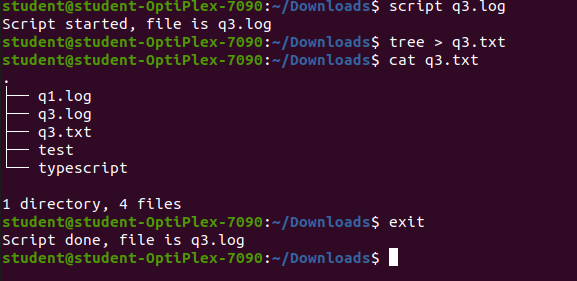 student@student-OptiPlex-7090:~/Downloads$ script q3.log
Script started, file is q3.log
student@student-OptiPlex-7090:~/Downloads$ tree > q3.txt
student@student-OptiPlex-7090:~/Downloads$ cat q3.txt
.
├── q1.log
├── q3.log
├── q3.txt
├── test
└── typescript

1 directory, 4 files
student@student-OptiPlex-7090:~/Downloads$ exit
Script done, file is q3.log
student@student-OptiPlex-7090:~/Downloads$